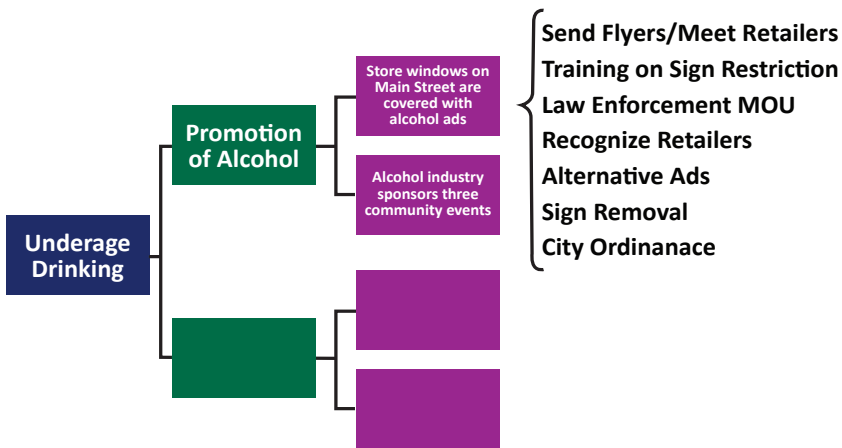 Underage
Drinking
Promotion
of Alcohol
Store windows on
Main Street are
covered with
alcohol ads
Alcohol industry
sponsors three
community events
Send Flyers/Meet Retailers
Training on Sign Restriction
Law Enforcement MOU
Recognize Retailers
Alternative Ads
Sign Removal
City Ordinanace